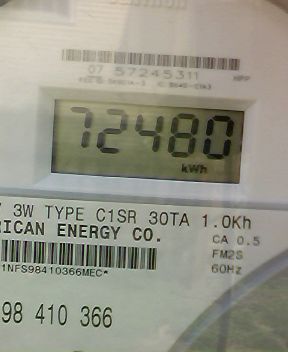 07 57245311
72480
kWh
3W TYPE C1SR 30TA 1.0Kh
RICAN ENERGY CO.
CA 0.5
FM2S
60Hz
1NFS98410366MEC*
98 410 366